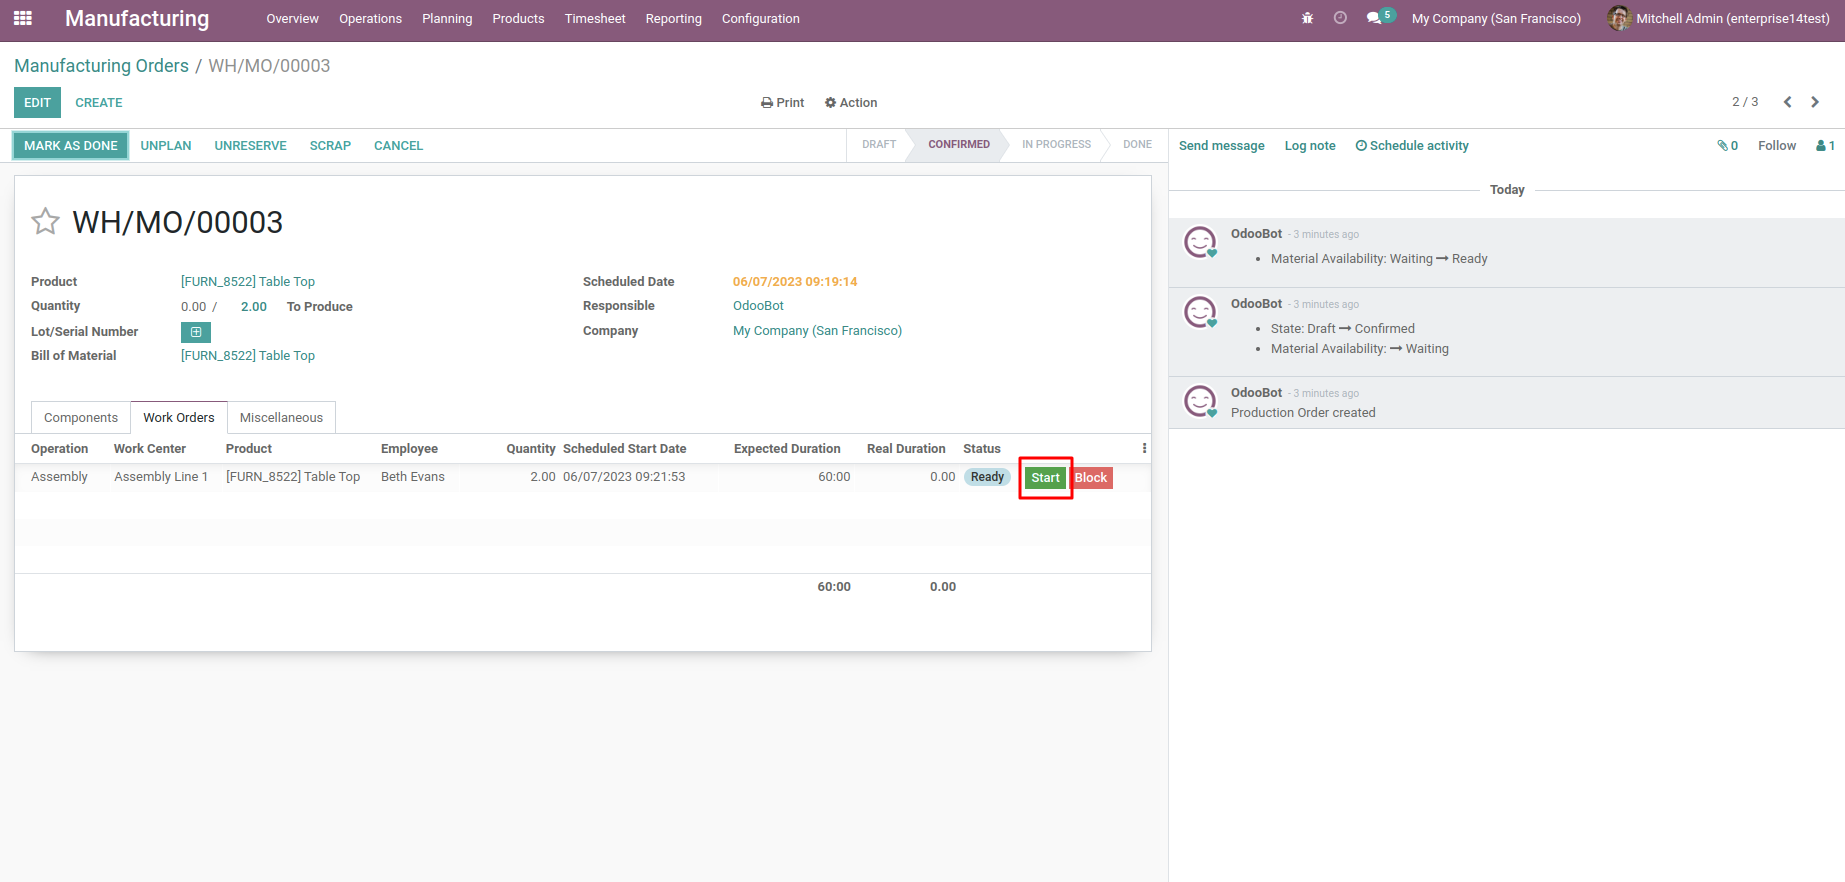 Manufacturing Overview Operations Planning Products Timesheet Reporting Configuration 5 My Company (San Francisco) Mitchell Admin (enterprise14test)
Manufacturing Orders / WH/MO/00003
EDIT CREATE Print Action 2 / 3
MARK AS DONE UNPLAN UNRESERVE SCRAP CANCEL DRAFT CONFIRMED IN PROGRESS DONE
WH/MO/00003
Product [FURN_8522] Table Top
Quantity 0.00 / 2.00 To Produce
Lot/Serial Number
Bill of Material [FURN_8522] Table Top
Scheduled Date 06/07/2023 09:19:14
Responsible OdooBot
Company My Company (San Francisco)
Components Work Orders Miscellaneous
Operation Work Center Product Employee Quantity Scheduled Start Date Expected Duration Real Duration Status
Assembly Assembly Line 1 [FURN_8522] Table Top Beth Evans 2.00 06/07/2023 09:21:53 60:00 0.00 Ready Start Block
60:00 0.00
Send message Log note Schedule activity 0 Follow 1
Today
OdooBot - 3 minutes ago
• Material Availability: Waiting → Ready
OdooBot - 3 minutes ago
• State: Draft → Confirmed
• Material Availability: → Waiting
OdooBot - 3 minutes ago
Production Order created